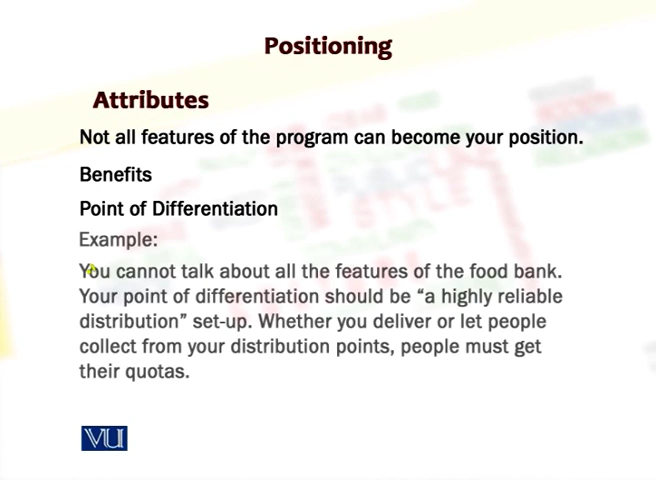 Positioning
Attributes
Not all features of the program can become your position.
Benefits
Point of Differentiation
Example:
You cannot talk about all the features of the food bank.
Your point of differentiation should be “a highly reliable
distribution” set-up. Whether you deliver or let people
collect from your distribution points, people must get
their quotas.
VU
STYLE